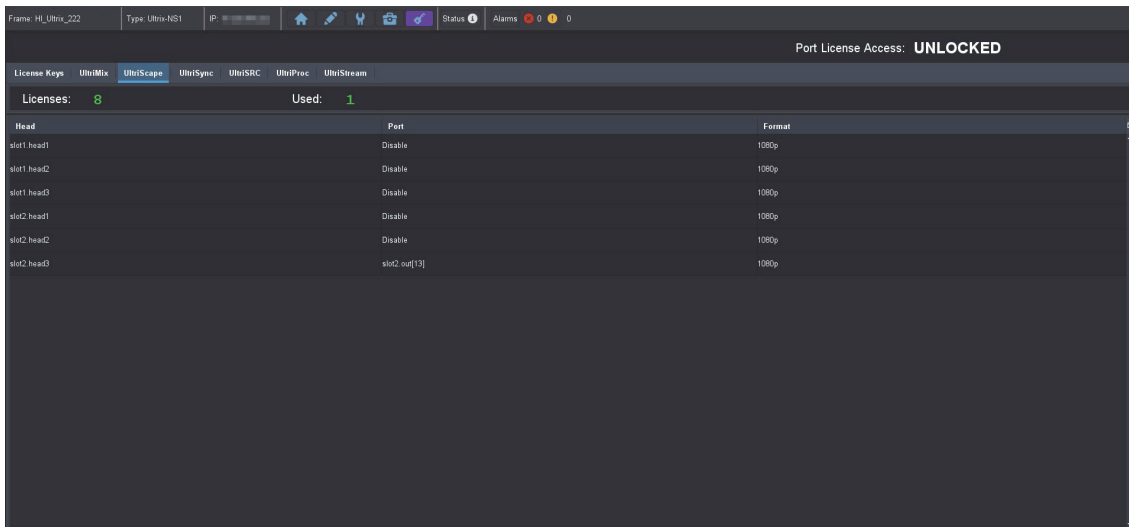 Frame: HI_Ultrix_222 Type: Ultrix-NS1 IP: Status Alarms 0 0
Port License Access: UNLOCKED
License Keys UltriMix UltriScape UltriSync UltriSRC UltriProc UltriStream
Licenses: 8 Used: 1
Head Port Format
slot1.head1 Disable 1080p
slot1.head2 Disable 1080p
slot1.head3 Disable 1080p
slot2.head1 Disable 1080p
slot2.head2 Disable 1080p
slot2.head3 slot2.out[13] 1080p